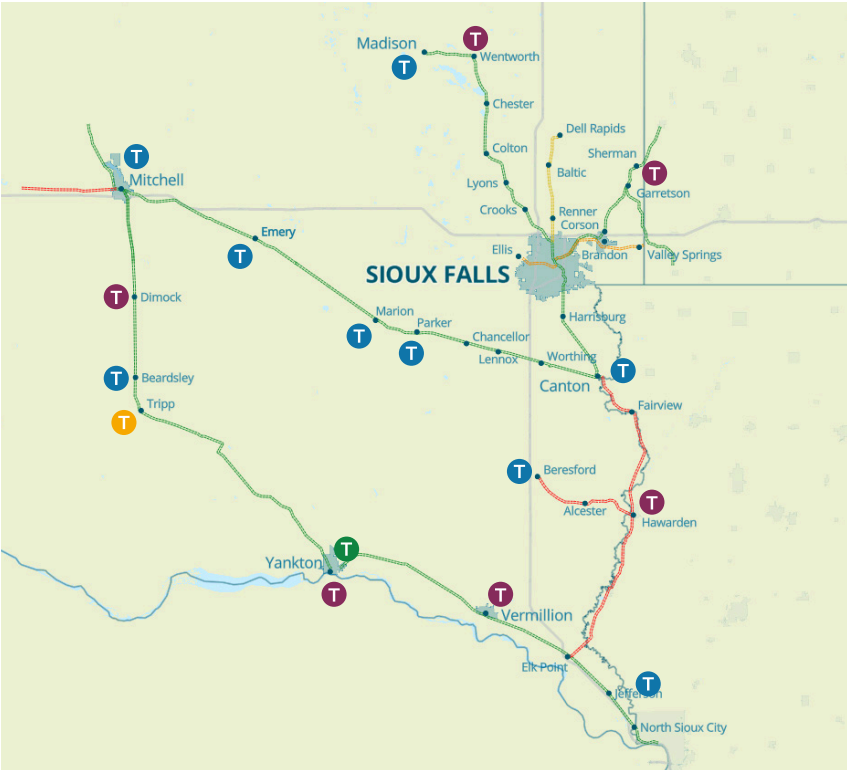 T
Madison
Wentworth
T
Chester
Dell Rapids
T
Colton
Sherman
Mitchell
Baltic
T
Lyons
Garretson
Crooks
Renner
Corson
Emery
Ellis
Brandon
Valley Springs
T
SIOUX FALLS
T
Dimock
Marion
Harrisburg
Parker
T
Chancellor
T
Lennox
Worthing
T
Beardsley
Canton
T
Tripp
Fairview
T
T
Beresford
T
Alcester
Hawarden
T
Yankton
T
T
Vermillion
Elk Point
T
Jefferson
North Sioux City